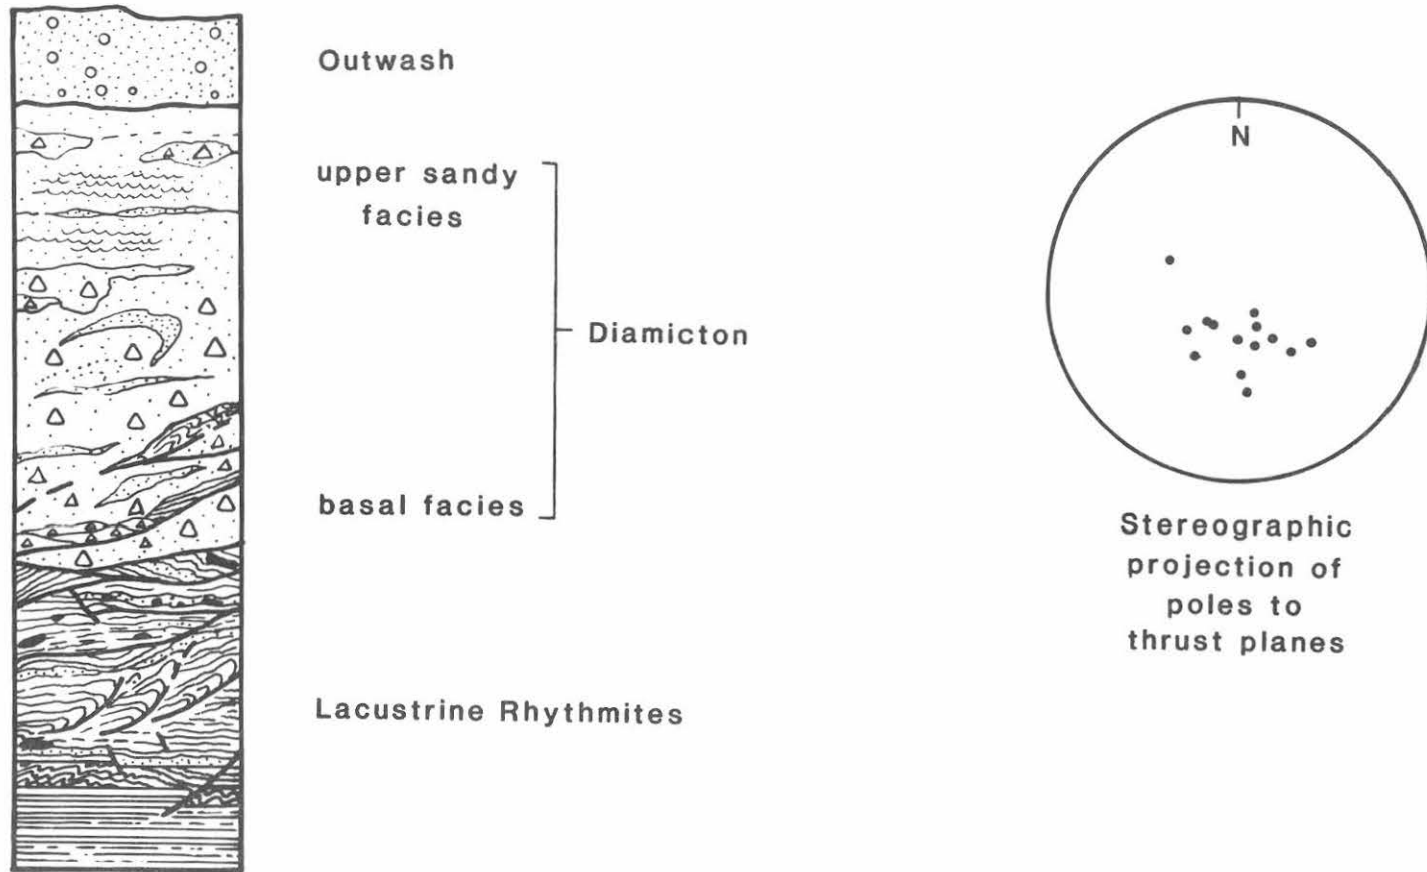 Outwash
upper sandy
facies
Diamicton
basal facies
Lacustrine Rhythmites
N
Stereographic
projection of
poles to
thrust planes